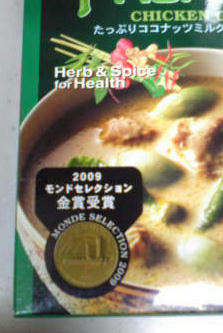 CHICKEN
たっぷりココナッツミルク
Herb & Spice
for Health
2009
モンドセレクション
金賞受賞
MONDE SELECTION 2009